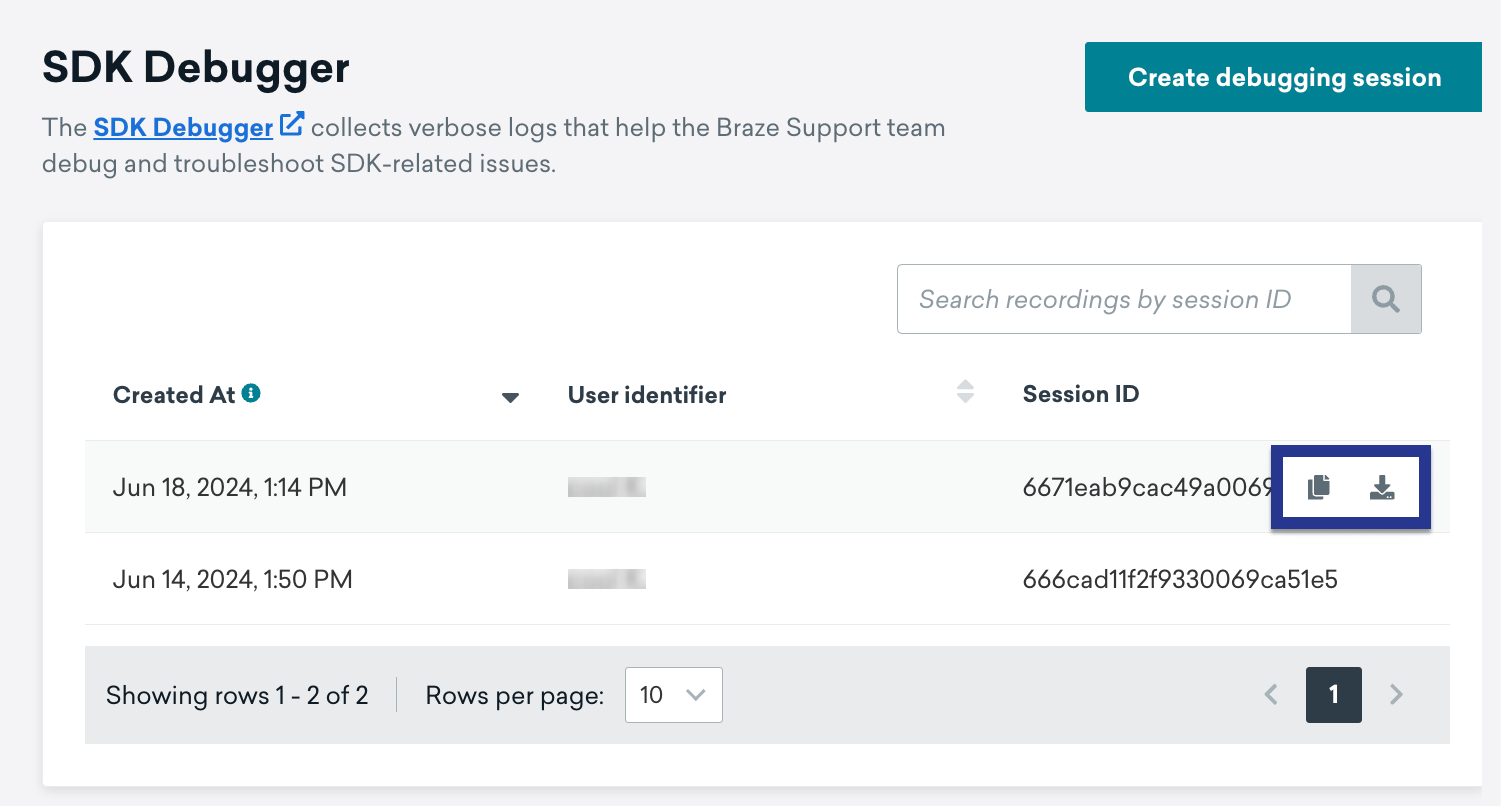 SDK Debugger
Create debugging session
The SDK Debugger collects verbose logs that help the Braze Support team
debug and troubleshoot SDK-related issues.
Search recordings by session ID
Created At User identifier Session ID
Jun 18, 2024, 1:14 PM 6671eab9cac49a0069
Jun 14, 2024, 1:50 PM 666cad11f2f9330069ca51e5
Showing rows 1 - 2 of 2 Rows per page: 10 1